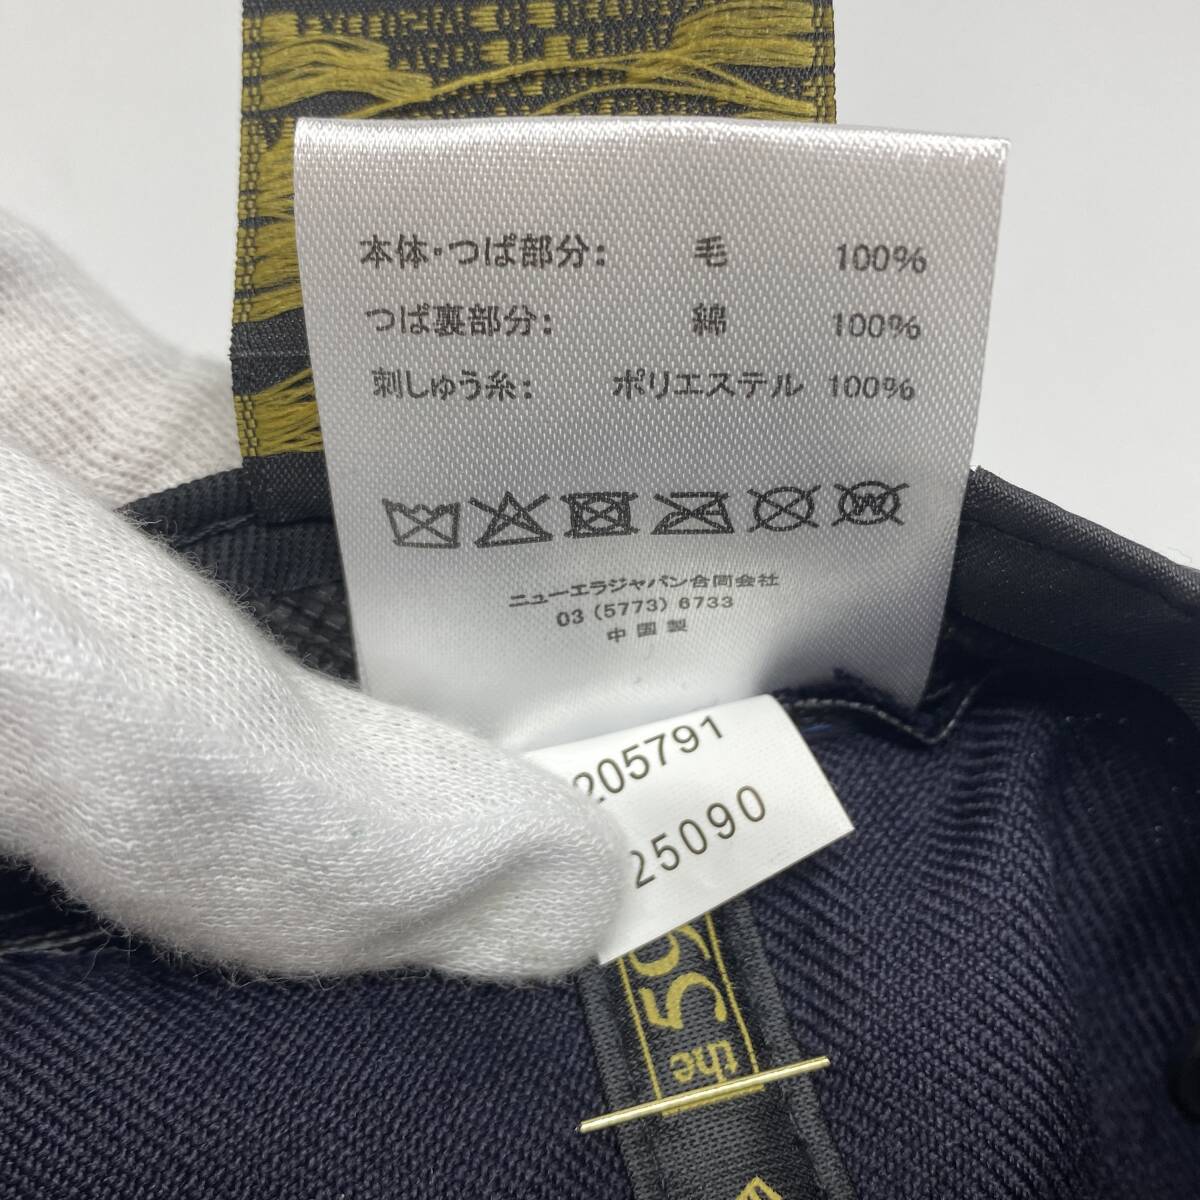 本体・つば部分: 毛 100%
つば裏部分: 綿 100%
刺しゅう糸: ポリエステル 100%
W
ニューエラジャパン合同会社
03 (5773) 6733
中国製
205791
25090
the 59